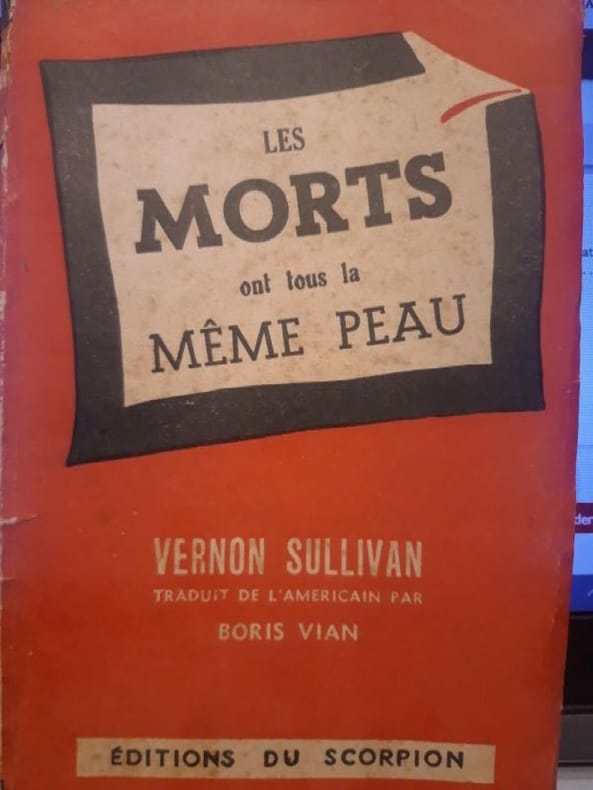 LES
MORTS
ont tous la
MÊME PEAU
VERNON SULLIVAN
TRADUIT DE L'AMERICAIN PAR
BORIS VIAN
ÉDITIONS DU SCORPION